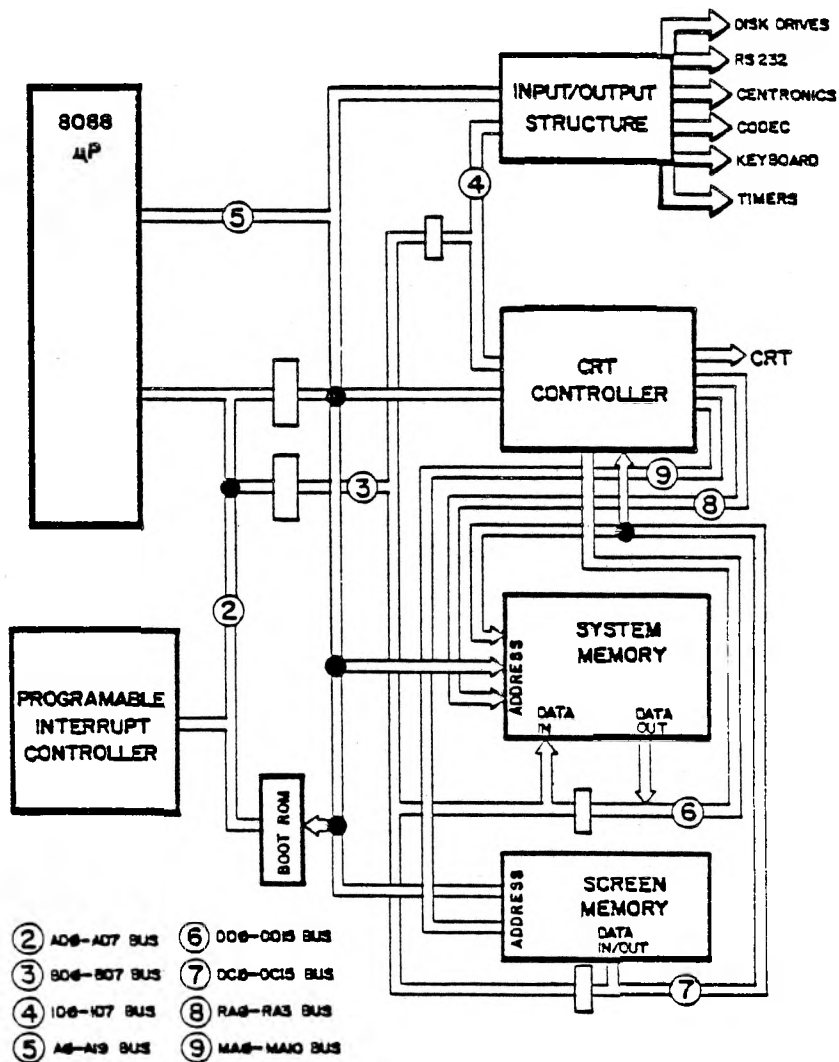 DISK DRIVES
RS 232
CENTRONICS
CODEC
KEYBOARD
TIMERS
INPUT/OUTPUT
STRUCTURE
8088
µP
4
5
CRT
CONTROLLER
CRT
3
9
8
2
SYSTEM
MEMORY
ADDRESS
DATA
IN
DATA
OUT
PROGRAMABLE
INTERRUPT
CONTROLLER
BOOT ROM
6
SCREEN
MEMORY
ADDRESS
DATA
IN/OUT
7
2 AD0-AD7 BUS
3 BD0-BD7 BUS
4 ID0-ID7 BUS
5 A0-A19 BUS
6 DD0-DD15 BUS
7 DC0-DC15 BUS
8 RA0-RA3 BUS
9 MA0-MA10 BUS